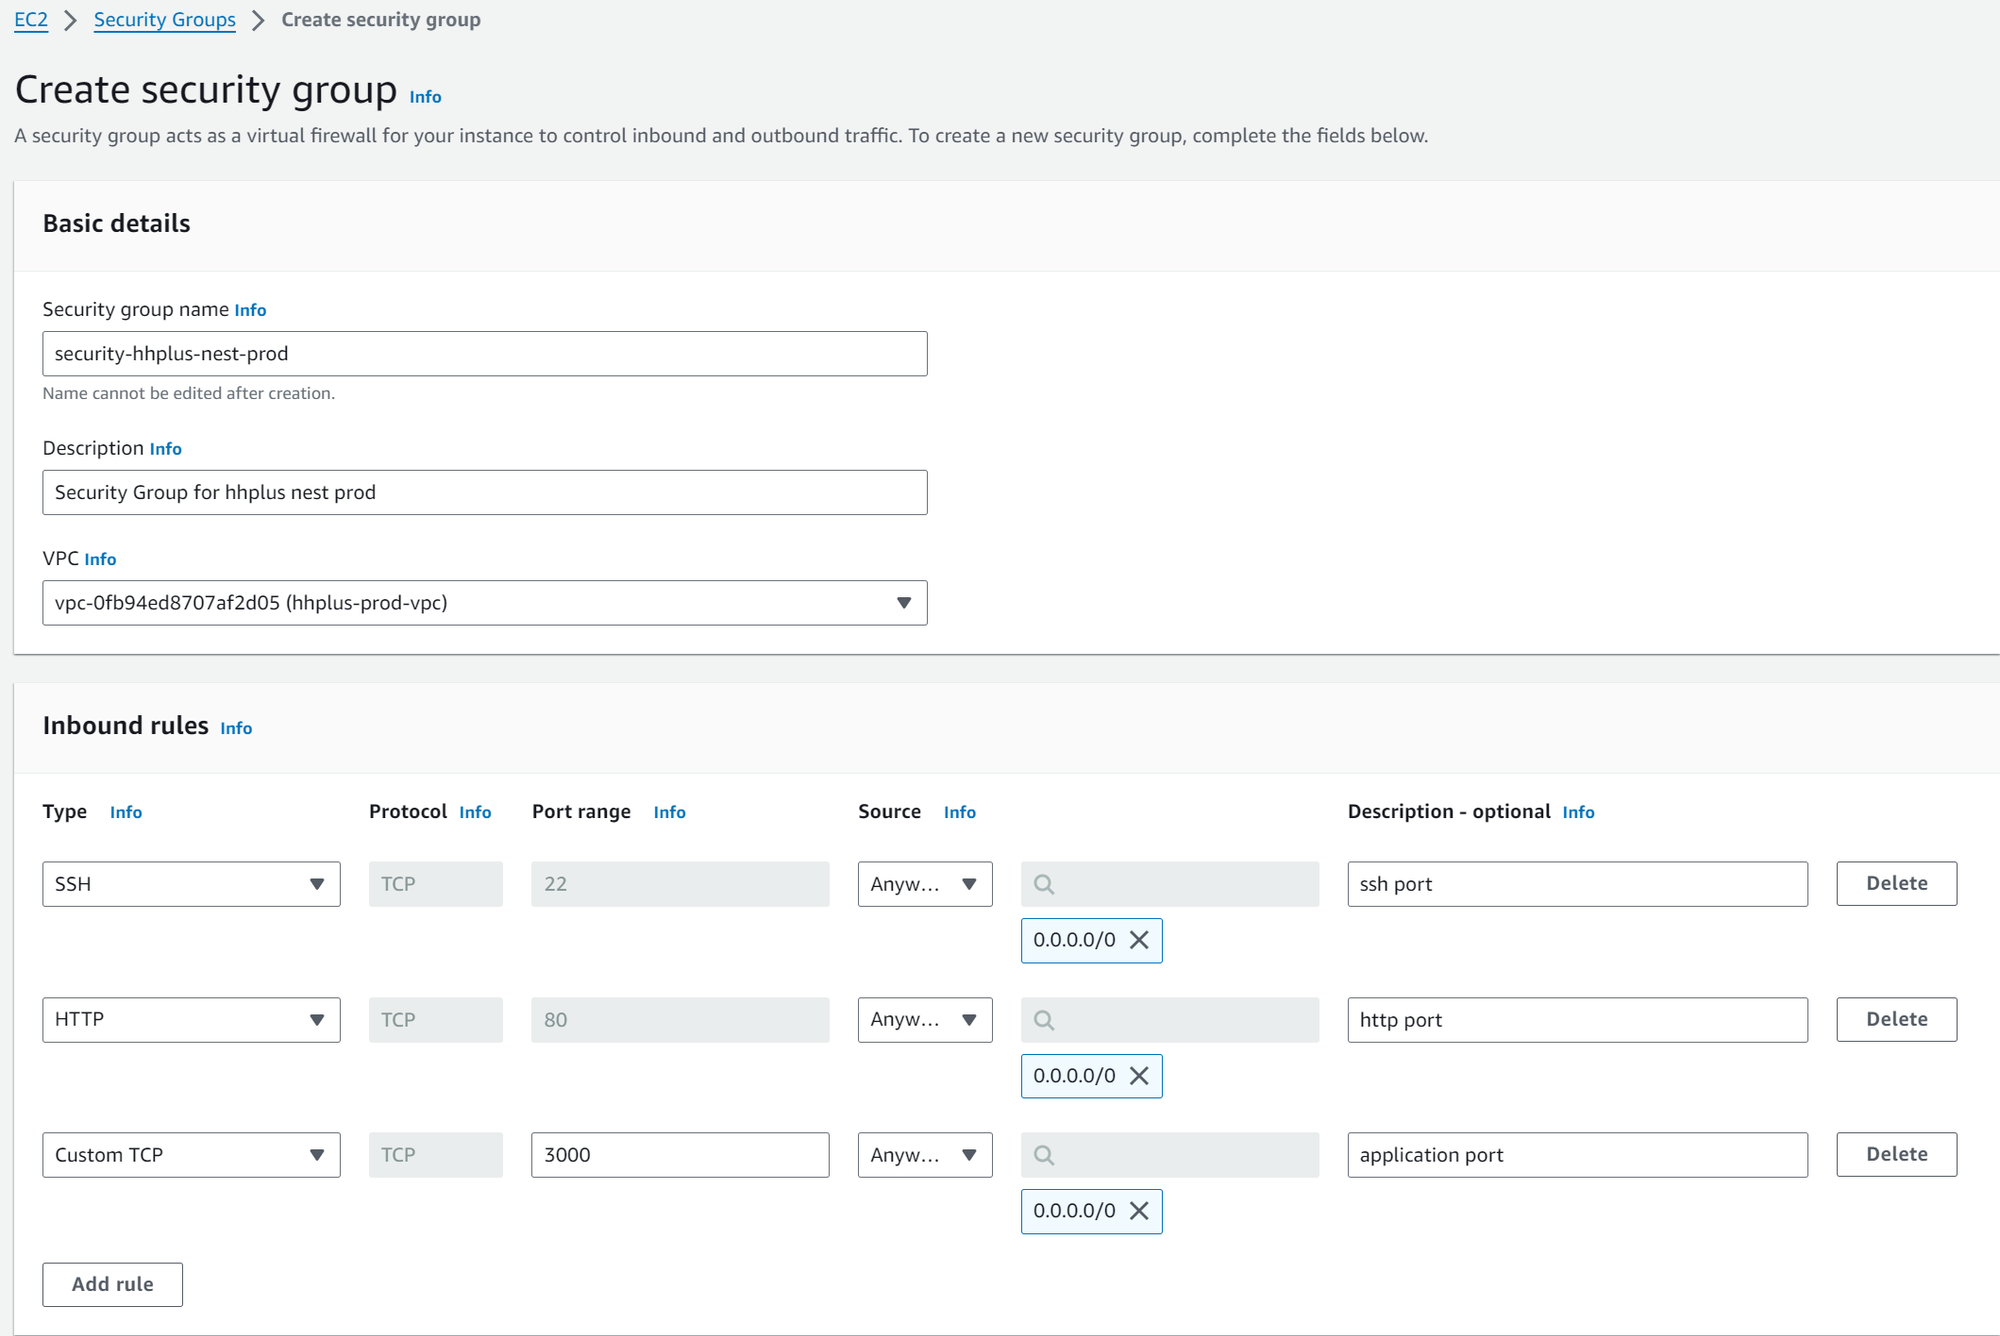 EC2 > Security Groups > Create security group
Create security group Info
A security group acts as a virtual firewall for your instance to control inbound and outbound traffic. To create a new security group, complete the fields below.
Basic details
Security group name Info
security-hhplus-nest-prod
Name cannot be edited after creation.
Description Info
Security Group for hhplus nest prod
VPC Info
vpc-0fb94ed8707af2d05 (hhplus-prod-vpc)
Inbound rules Info
Type Info Protocol Info Port range Info Source Info Description - optional Info
SSH TCP 22 Anyw... ssh port Delete
0.0.0.0/0
HTTP TCP 80 Anyw... http port Delete
0.0.0.0/0
Custom TCP TCP 3000 Anyw... application port Delete
0.0.0.0/0
Add rule